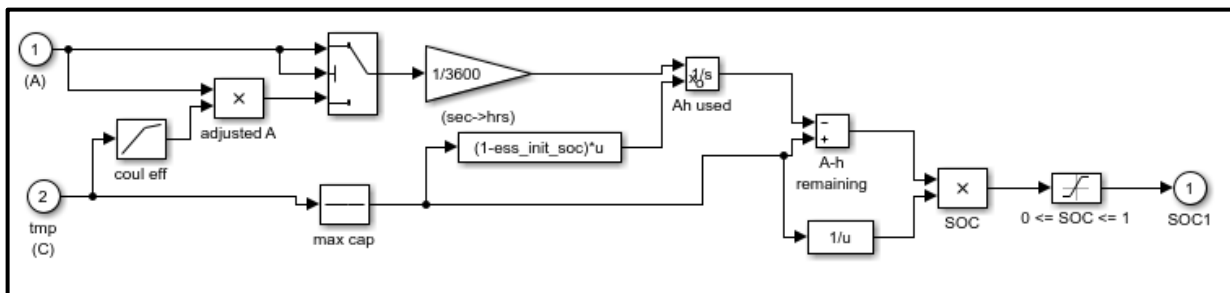 1
(A)
×
adjusted A
coul eff
2
tmp
(C)
max cap
1/3600
(sec->hrs)
(1-ess_init_soc)*u
1/s
xo
Ah used
−
+
A-h
remaining
1/u
×
SOC
0 <= SOC <= 1
1
SOC1